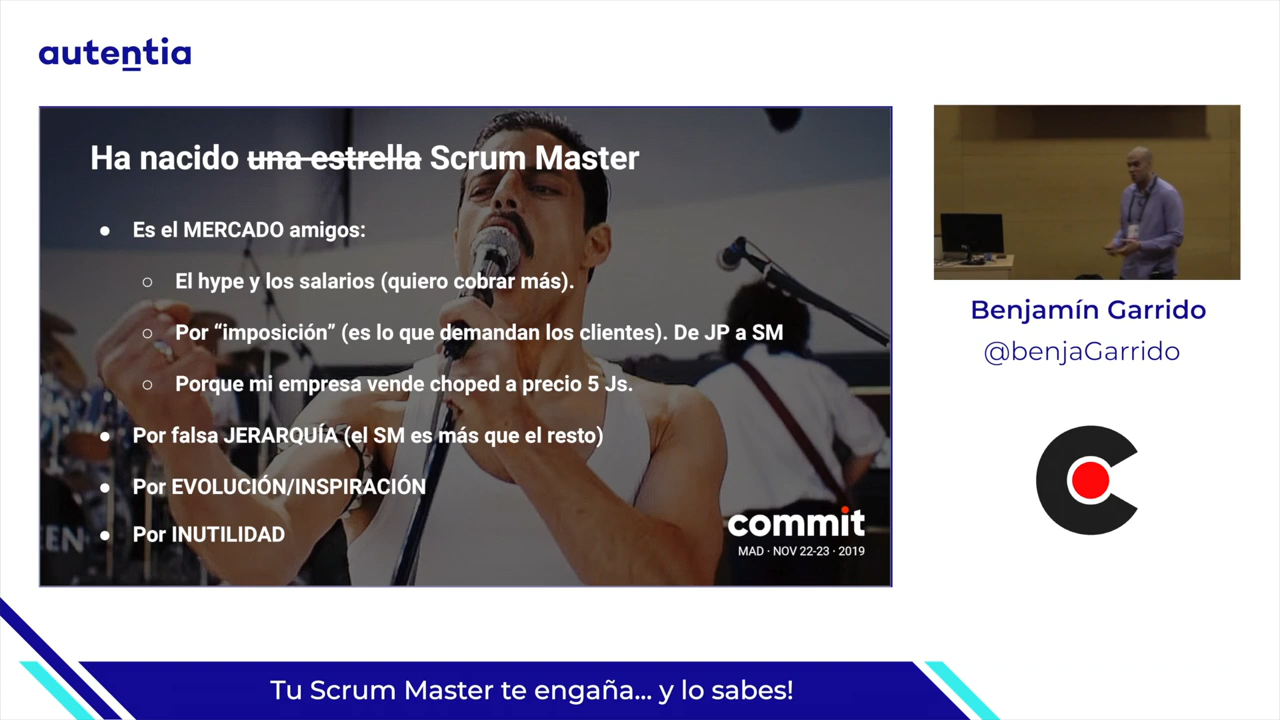 autentia
Ha nacido una estrella Scrum Master
● Es el MERCADO amigos:
○ El hype y los salarios (quiero cobrar más).
○ Por “imposición” (es lo que demandan los clientes). De JP a SM
○ Porque mi empresa vende choped a precio 5 Js.
● Por falsa JERARQUÍA (el SM es más que el resto)
● Por EVOLUCIÓN/INSPIRACIÓN
● Por INUTILIDAD
EEN
commit
MAD · NOV 22-23 · 2019
Benjamín Garrido
@benjaGarrido
Tu Scrum Master te engaña... y lo sabes!